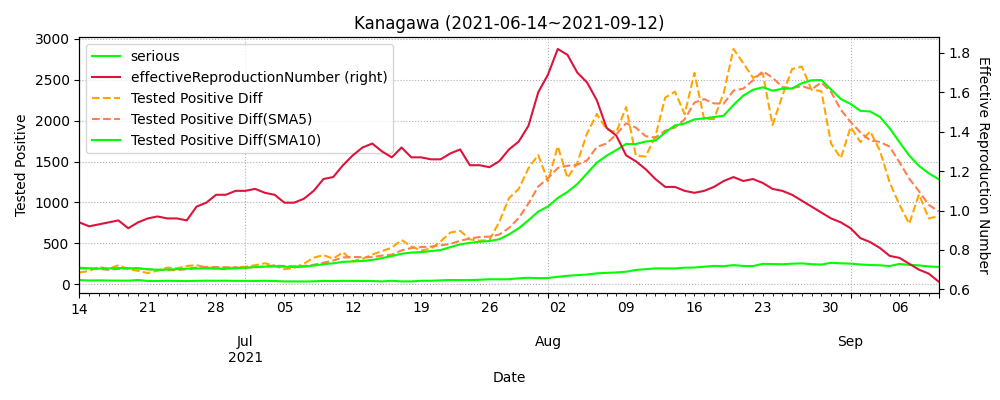 Kanagawa (2021-06-14~2021-09-12)
serious
effectiveReproductionNumber (right)
Tested Positive Diff
Tested Positive Diff(SMA5)
Tested Positive Diff(SMA10)
Tested Positive
3000
2500
2000
1500
1000
500
0
1.8
1.6
1.4
1.2
1.0
0.8
0.6
Effective Reproduction Number
14 21 28 05 12 19 26 02 09 16 23 30 06
Jul Aug Sep
2021
Date